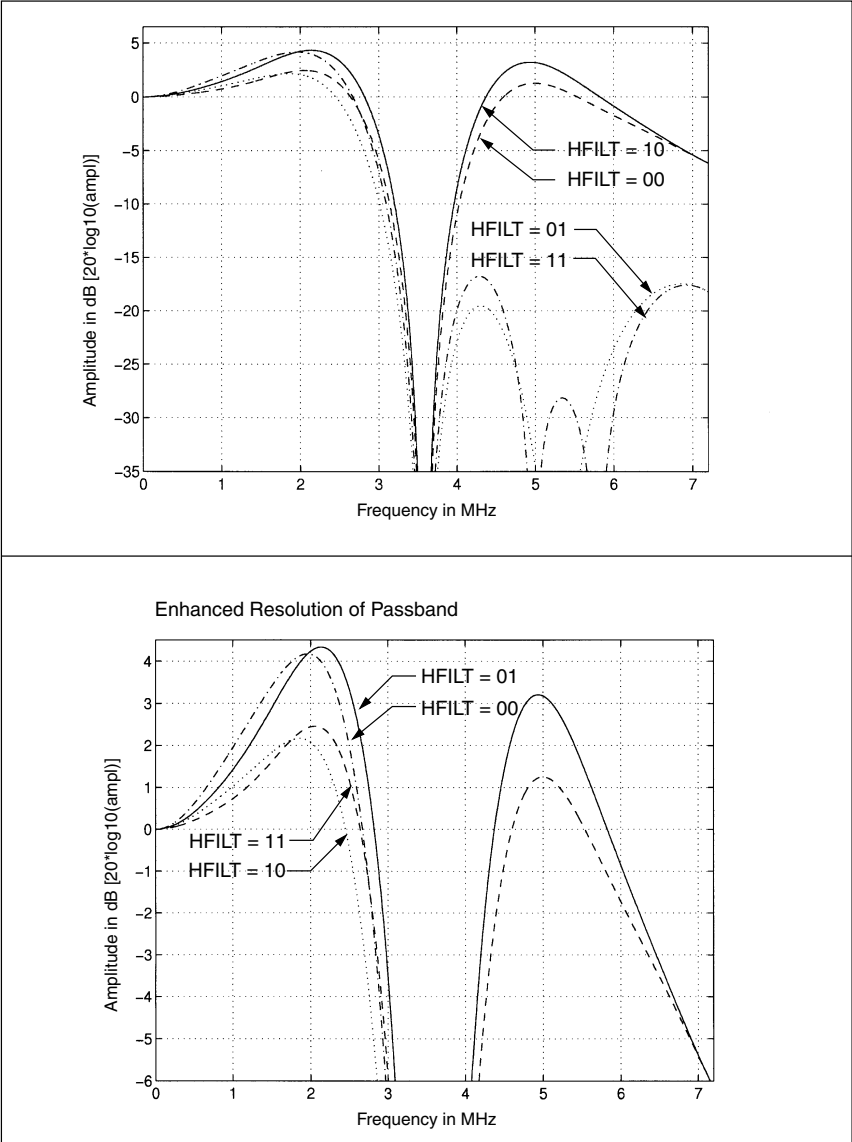 5
0
−5
−10
−15
−20
−25
−30
−35
Amplitude in dB [20*log10(ampl)]
HFILT = 10
HFILT = 00
HFILT = 01
HFILT = 11
0 1 2 3 4 5 6 7
Frequency in MHz
Enhanced Resolution of Passband
4
3
2
1
0
−1
−2
−3
−4
−5
−6
Amplitude in dB [20*log10(ampl)]
HFILT = 01
HFILT = 00
HFILT = 11
HFILT = 10
0 1 2 3 4 5 6 7
Frequency in MHz